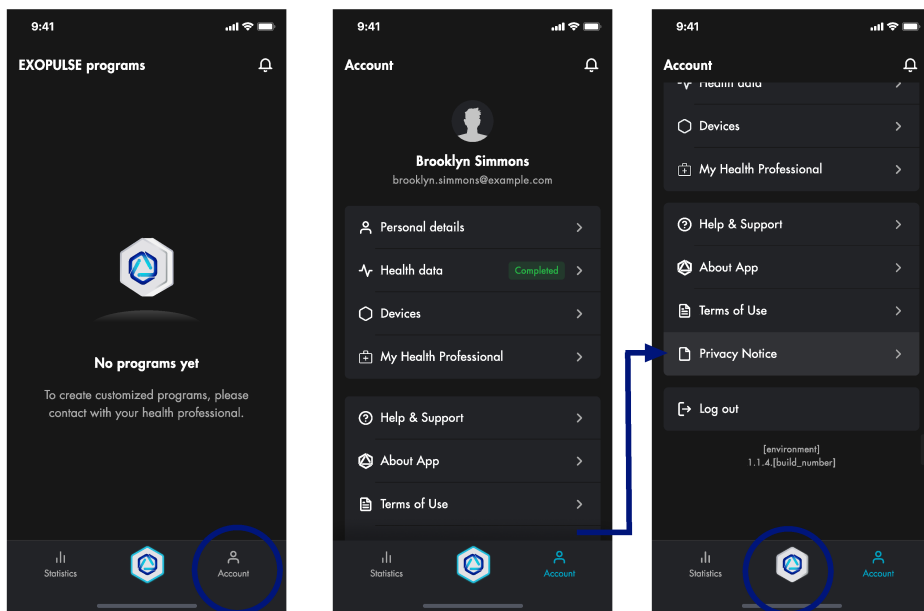 9:41
EXOPULSE programs
No programs yet
To create customized programs, please
contact with your health professional.
Statistics
Account
9:41
Account
Brooklyn Simmons
brooklyn.simmons@example.com
Personal details
Health data
Completed
Devices
My Health Professional
Help & Support
About App
Terms of Use
Statistics
Account
9:41
Account
Health data
Devices
My Health Professional
Help & Support
About App
Terms of Use
Privacy Notice
Log out
[environment]
1.1.4.[build_number]
Statistics
Account